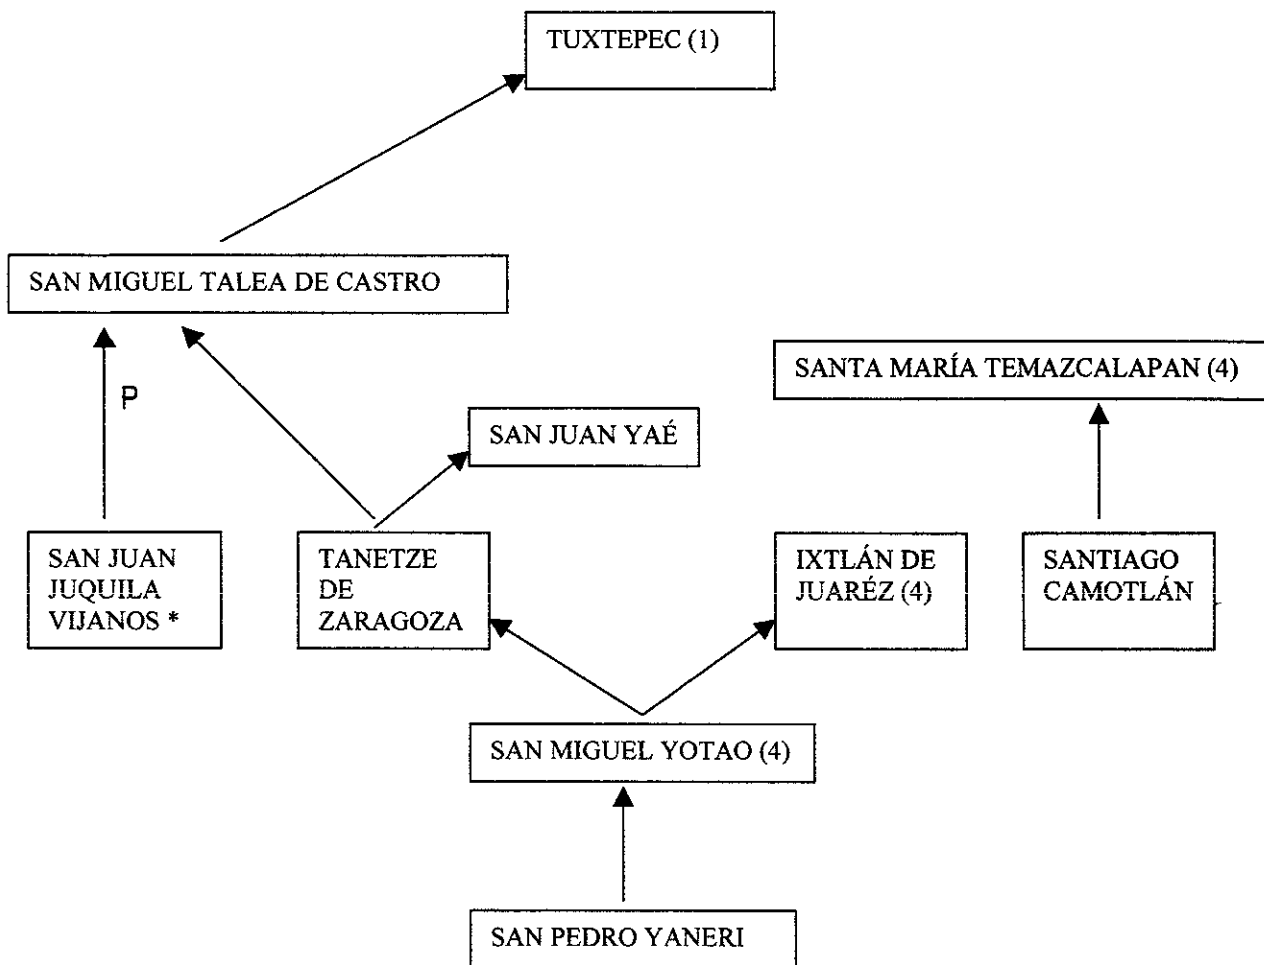 TUXTEPEC (1)
SAN MIGUEL TALEA DE CASTRO
SANTA MARÍA TEMAZCALAPAN (4)
P
SAN JUAN YAÉ
SAN JUAN
JUQUILA
VIJANOS *
TANETZE
DE
ZARAGOZA
IXTLÁN DE
JUARÉZ (4)
SANTIAGO
CAMOTLÁN
SAN MIGUEL YOTAO (4)
SAN PEDRO YANERI